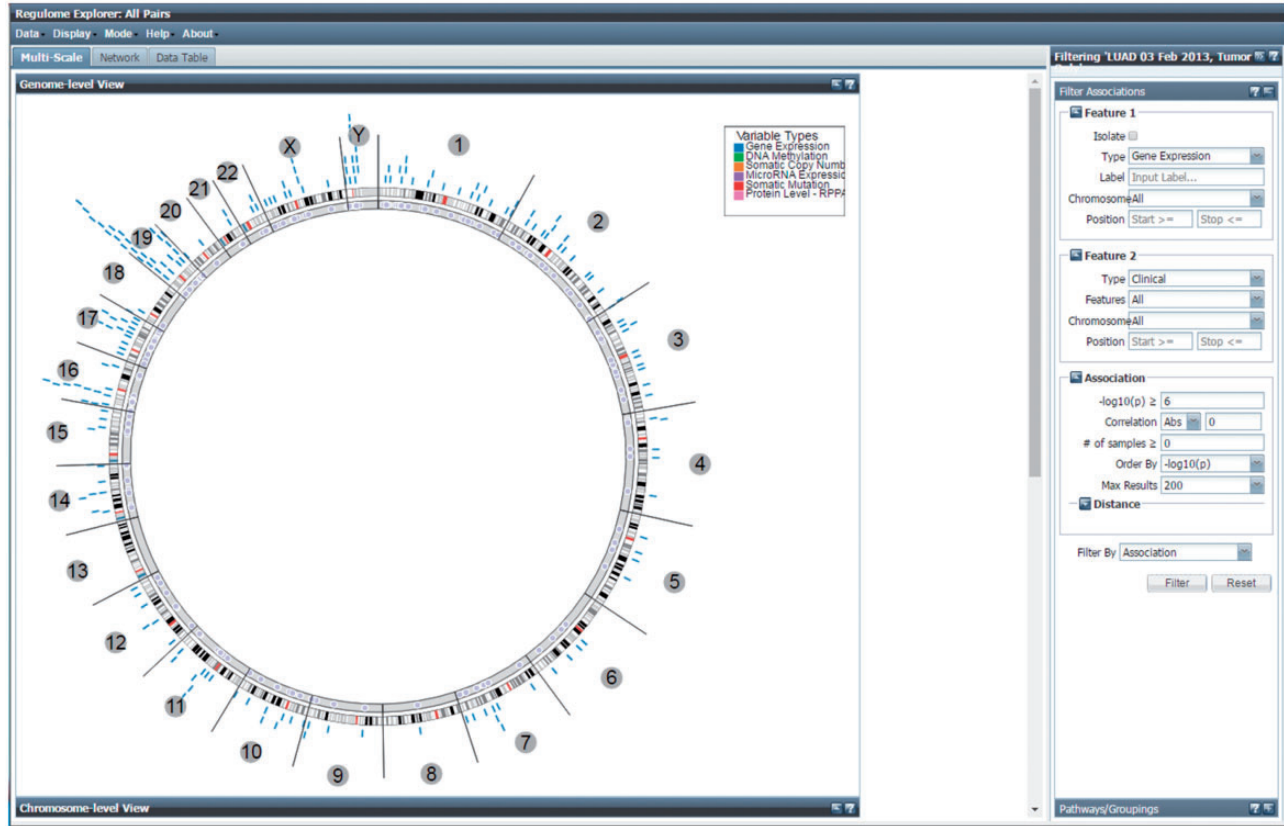 Regulome Explorer: All Pairs
Data Display Mode Help About
Multi-Scale Network Data Table
Genome-level View
Variable Types
Gene Expression
DNA Methylation
Somatic Copy Numb
MicroRNA Expressio
Somatic Mutation
Protein Level - RPPA
1
2
3
4
5
6
7
8
9
10
11
12
13
14
15
16
17
18
19
20
21
22
X
Y
Chromosome-level View
Filtering 'LUAD 03 Feb 2013, Tumor
Filter Associations
Feature 1
Isolate
Type Gene Expression
Label Input Label...
Chromosome All
Position Start >= Stop <=
Feature 2
Type Clinical
Features All
Chromosome All
Position Start >= Stop <=
Association
-log10(p) ≥ 6
Correlation Abs 0
# of samples ≥ 0
Order By -log10(p)
Max Results 200
Distance
Filter By Association
Filter Reset
Pathways/Groupings